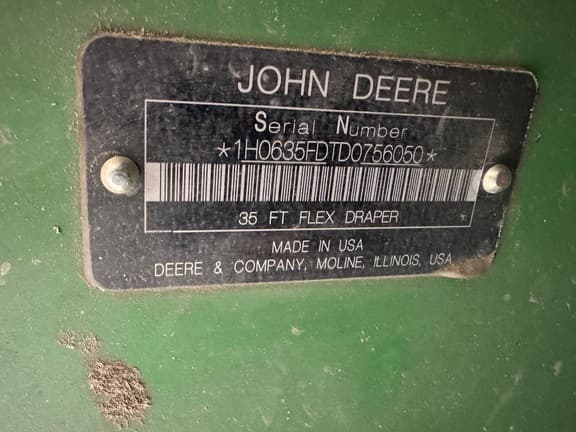 JOHN DEERE
Serial Number
*1H0635FDTD0756050*
35 FT FLEX DRAPER
MADE IN USA
DEERE & COMPANY, MOLINE, ILLINOIS, USA